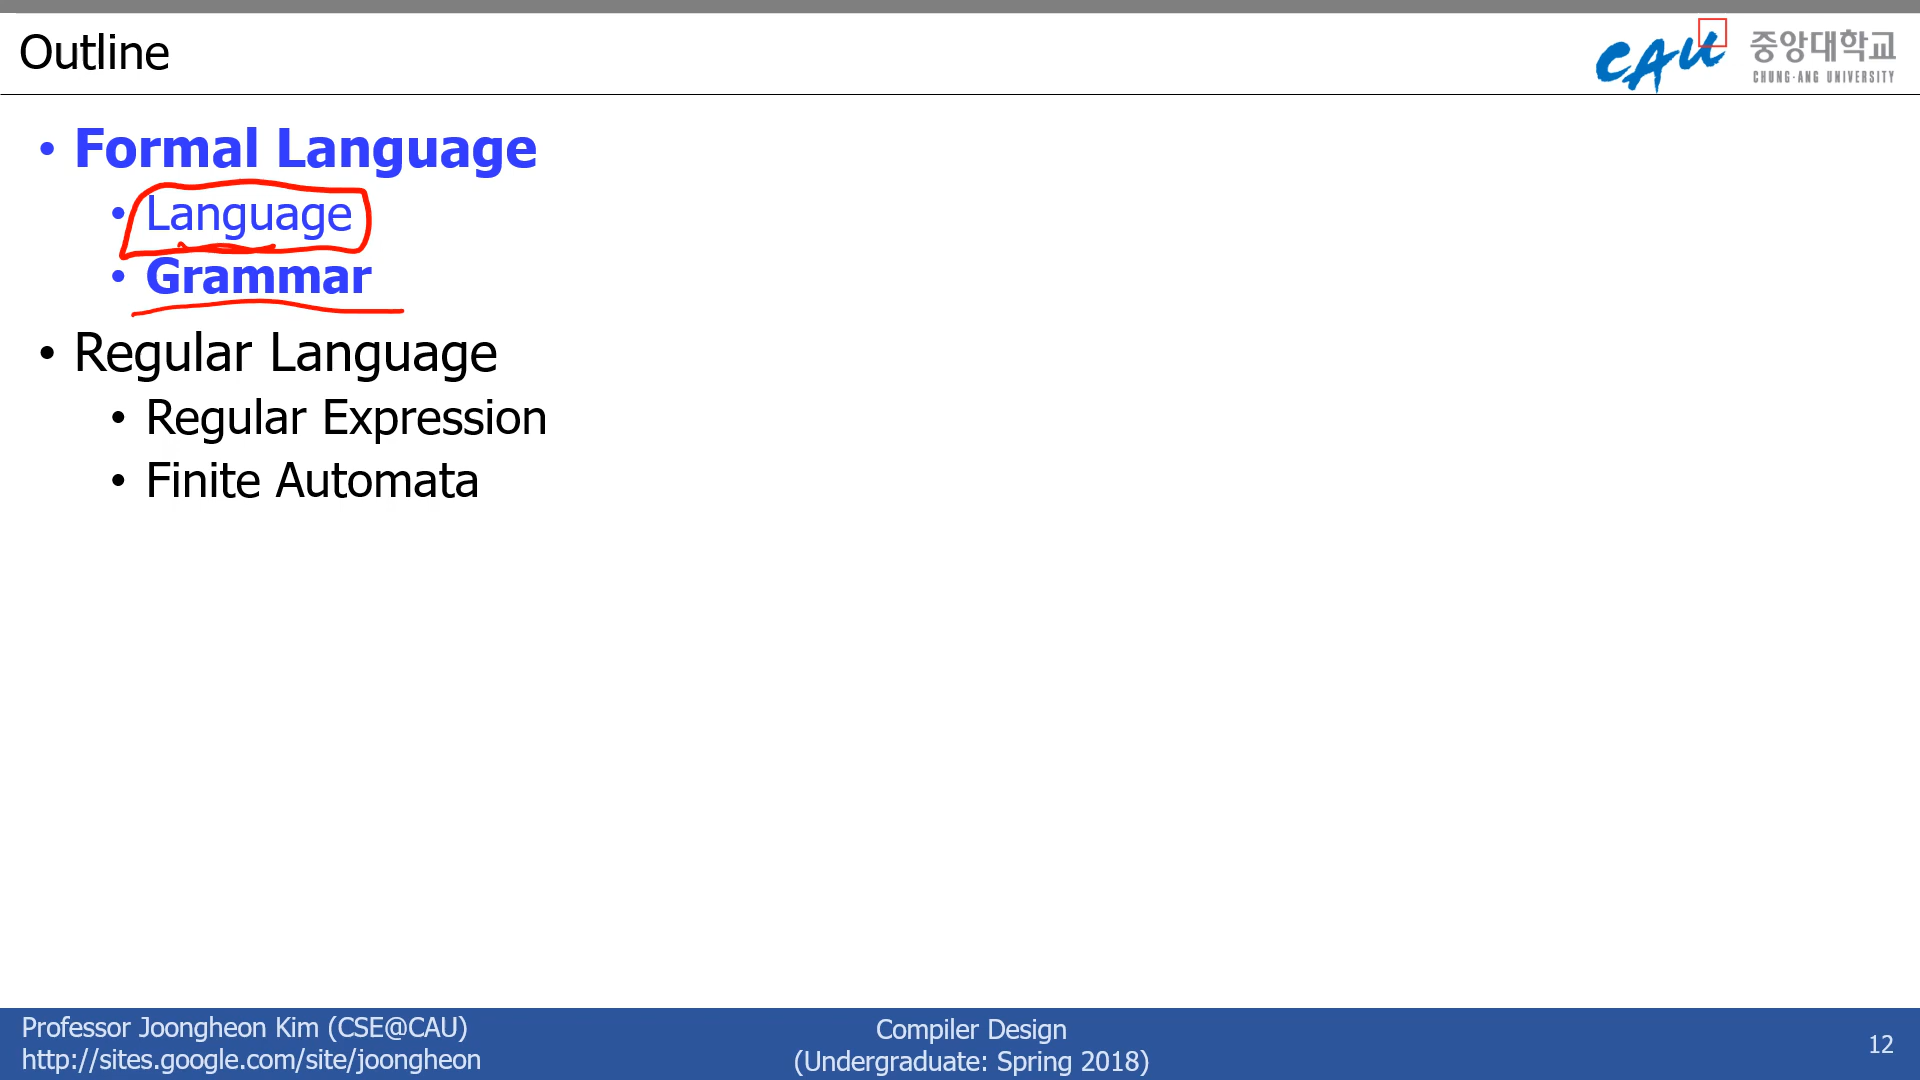 Outline
CAU 중앙대학교
CHUNG-ANG UNIVERSITY
• Formal Language
• Language
• Grammar
• Regular Language
• Regular Expression
• Finite Automata
Professor Joongheon Kim (CSE@CAU)
http://sites.google.com/site/joongheon
Compiler Design
(Undergraduate: Spring 2018)
12